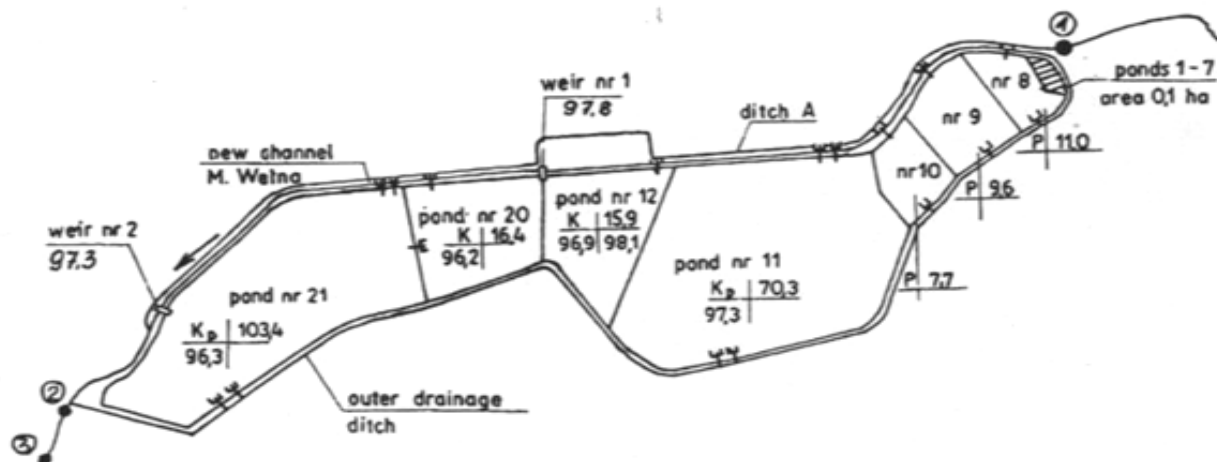 ①
ponds 1-7
area 0,1 ha
nr 8
weir nr 1
97.8
ditch A
nr 9
P 11.0
new channel
M. Wełna
nr 10
P 9,6
pond nr 12
K 15,9
96,9 98,1
pond nr 20
K 16,4
96,2
weir nr 2
97.3
P 7.7
pond nr 11
Kp 70,3
97,3
pond nr 21
Kp 103,4
96,3
outer drainage
ditch
②
③